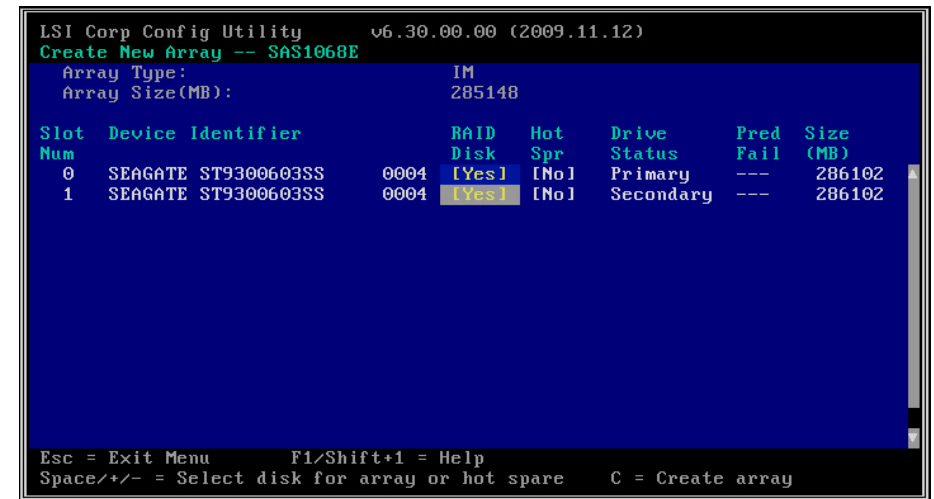 LSI Corp Config Utility v6.30.00.00 (2009.11.12)
Create New Array -- SAS1068E
Array Type: IM
Array Size(MB): 285148
Slot Device Identifier RAID Hot Drive Pred Size
Num Disk Spr Status Fail (MB)
0 SEAGATE ST9300603SS 0004 [Yes] [No] Primary --- 286102
1 SEAGATE ST9300603SS 0004 [Yes] [No] Secondary --- 286102
Esc = Exit Menu F1/Shift+1 = Help
Space/+/- = Select disk for array or hot spare C = Create array